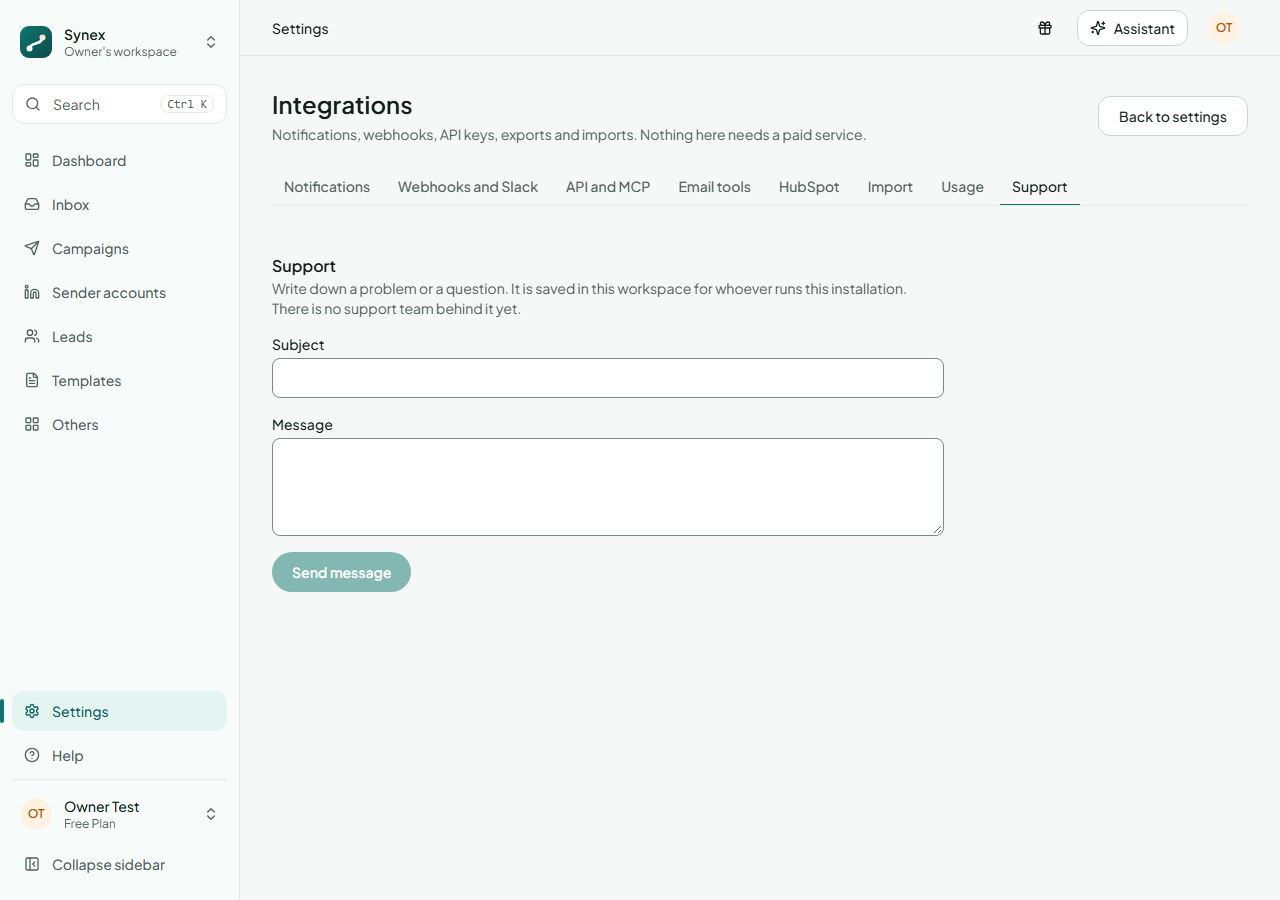 Synex
Owner's workspace
Search
Ctrl K
Dashboard
Inbox
Campaigns
Sender accounts
Leads
Templates
Others
Settings
Help
OT
Owner Test
Free Plan
Collapse sidebar
Settings
Assistant
OT
Integrations
Notifications, webhooks, API keys, exports and imports. Nothing here needs a paid service.
Back to settings
Notifications
Webhooks and Slack
API and MCP
Email tools
HubSpot
Import
Usage
Support
Support
Write down a problem or a question. It is saved in this workspace for whoever runs this installation.
There is no support team behind it yet.
Subject
Message
Send message